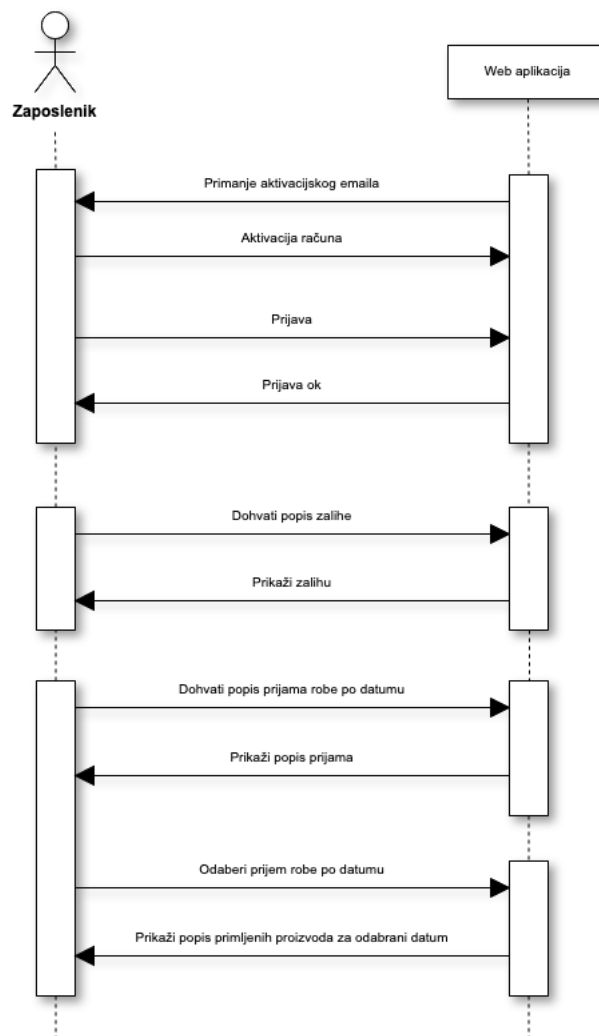 Web aplikacija
Zaposlenik
Primanje aktivacijskog emaila
Aktivacija računa
Prijava
Prijava ok
Dohvati popis zalihe
Prikaži zalihu
Dohvati popis prijama robe po datumu
Prikaži popis prijama
Odaberi prijem robe po datumu
Prikaži popis primljenih proizvoda za odabrani datum